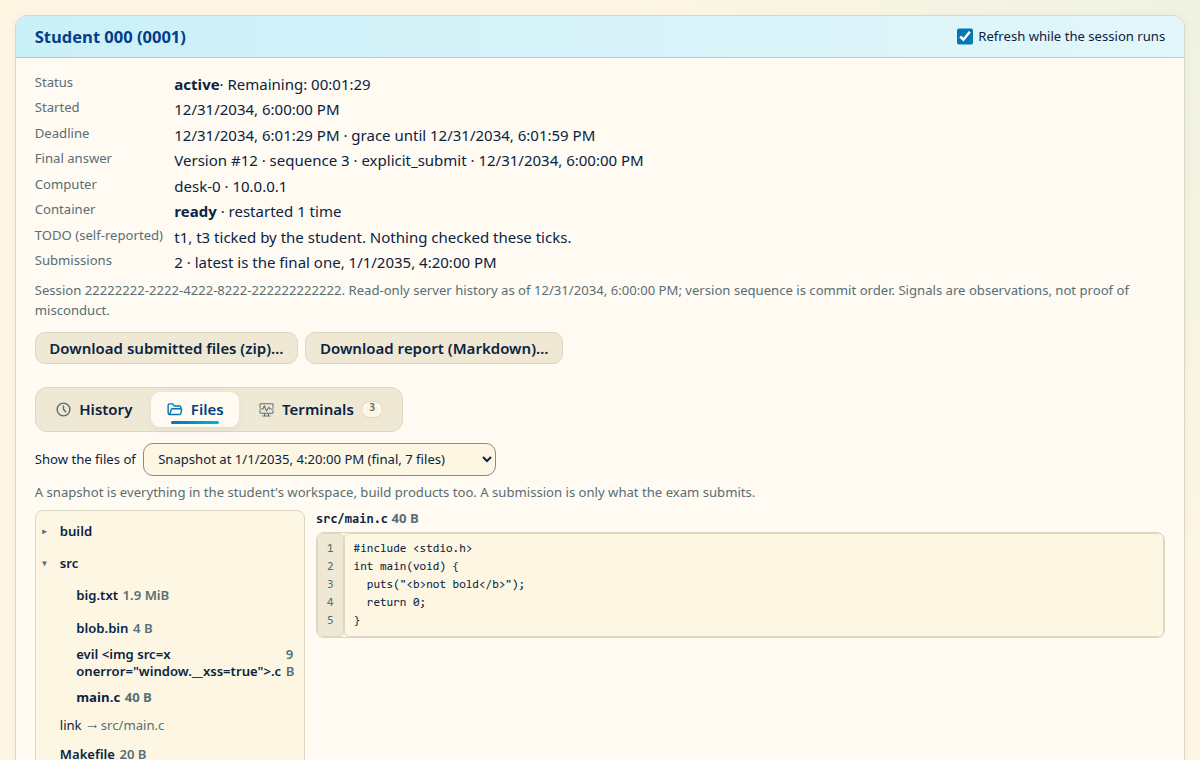 Student 000 (0001)
Refresh while the session runs
Status active· Remaining: 00:01:29
Started 12/31/2034, 6:00:00 PM
Deadline 12/31/2034, 6:01:29 PM · grace until 12/31/2034, 6:01:59 PM
Final answer Version #12 · sequence 3 · explicit_submit · 12/31/2034, 6:00:00 PM
Computer desk-0 · 10.0.0.1
Container ready · restarted 1 time
TODO (self-reported) t1, t3 ticked by the student. Nothing checked these ticks.
Submissions 2 · latest is the final one, 1/1/2035, 4:20:00 PM
Session 22222222-2222-4222-8222-222222222222. Read-only server history as of 12/31/2034, 6:00:00 PM; version sequence is commit order. Signals are observations, not proof of
misconduct.
Download submitted files (zip)... Download report (Markdown)...
History Files Terminals 3
Show the files of Snapshot at 1/1/2035, 4:20:00 PM (final, 7 files)
A snapshot is everything in the student's workspace, build products too. A submission is only what the exam submits.
build
src
big.txt 1.9 MiB
blob.bin 4 B
evil <img src=x 9
onerror="window.__xss=true">.c B
main.c 40 B
link → src/main.c
Makefile 20 B
src/main.c 40 B
1 #include <stdio.h>
2 int main(void) {
3   puts("<b>not bold</b>");
4   return 0;
5 }